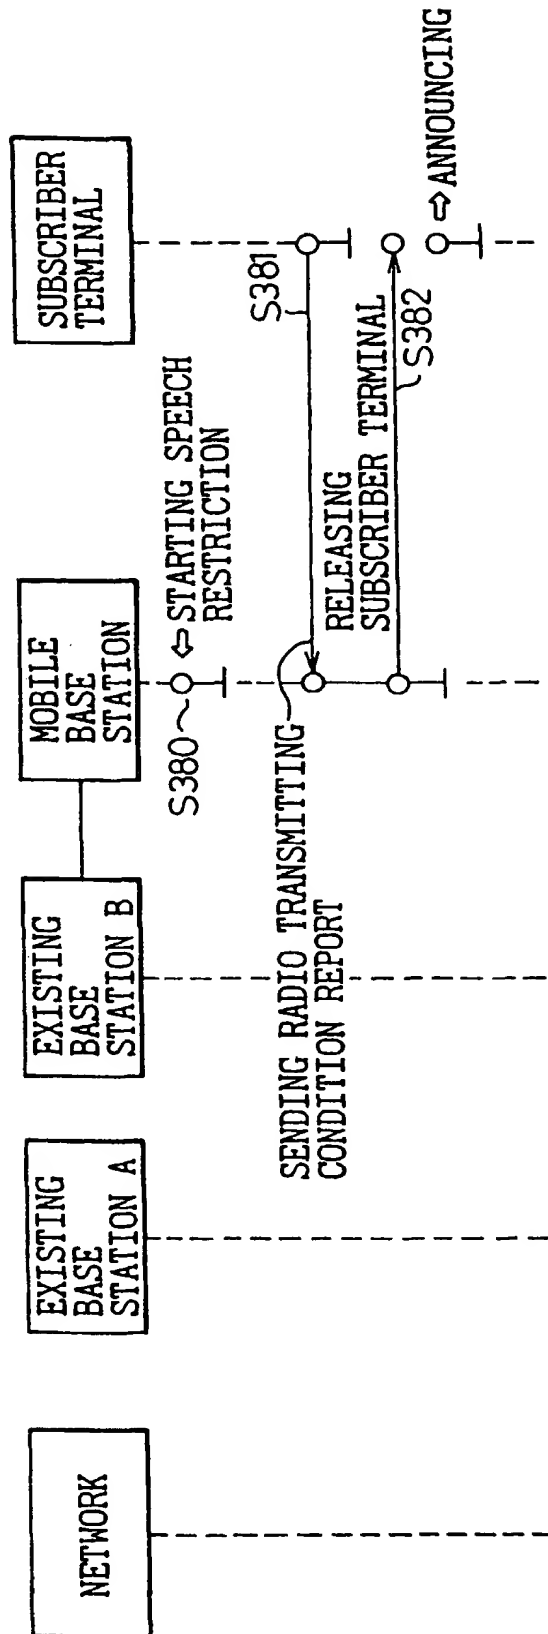 NETWORK
EXISTING
BASE
STATION A
EXISTING
BASE
STATION B
MOBILE
BASE
STATION
SUBSCRIBER
TERMINAL
S380
⇦STARTING SPEECH
RESTRICTION
S381
SENDING RADIO TRANSMITTING
CONDITION REPORT
RELEASING
SUBSCRIBER TERMINAL
S382
⇨ANNOUNCING